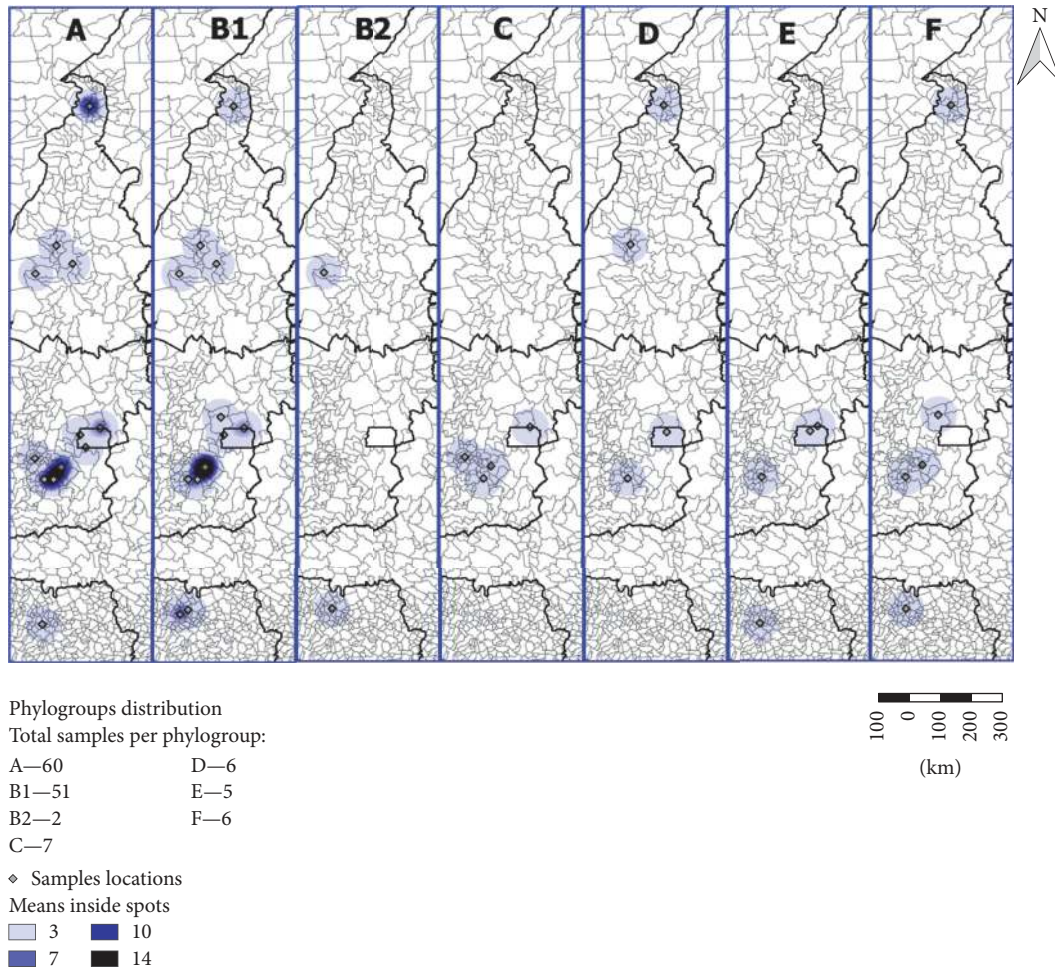 A B1 B2 C D E F
N
Phylogroups distribution
Total samples per phylogroup:
A—60 D—6
B1—51 E—5
B2—2 F—6
C—7
Samples locations
Means inside spots
3 10
7 14
100 0 100 200 300
(km)